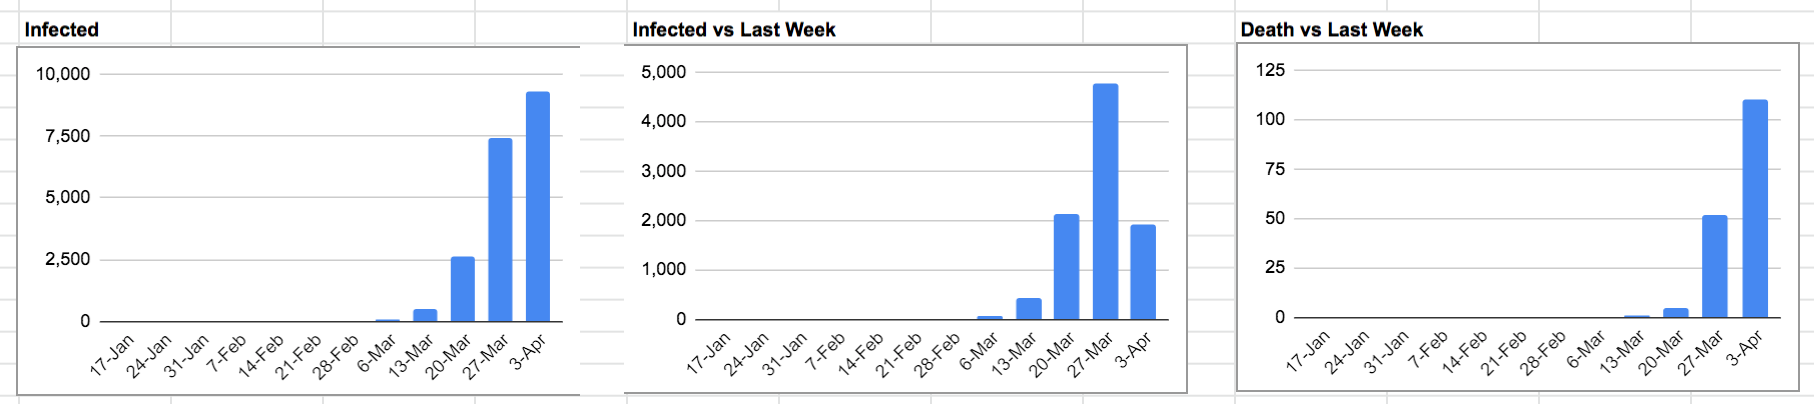 Infected
10,000
7,500
5,000
2,500
0
17-Jan 24-Jan 31-Jan 7-Feb 14-Feb 21-Feb 28-Feb 6-Mar 13-Mar 20-Mar 27-Mar 3-Apr
Infected vs Last Week
5,000
4,000
3,000
2,000
1,000
0
17-Jan 24-Jan 31-Jan 7-Feb 14-Feb 21-Feb 28-Feb 6-Mar 13-Mar 20-Mar 27-Mar 3-Apr
Death vs Last Week
125
100
75
50
25
0
17-Jan 24-Jan 31-Jan 7-Feb 14-Feb 21-Feb 28-Feb 6-Mar 13-Mar 20-Mar 27-Mar 3-Apr